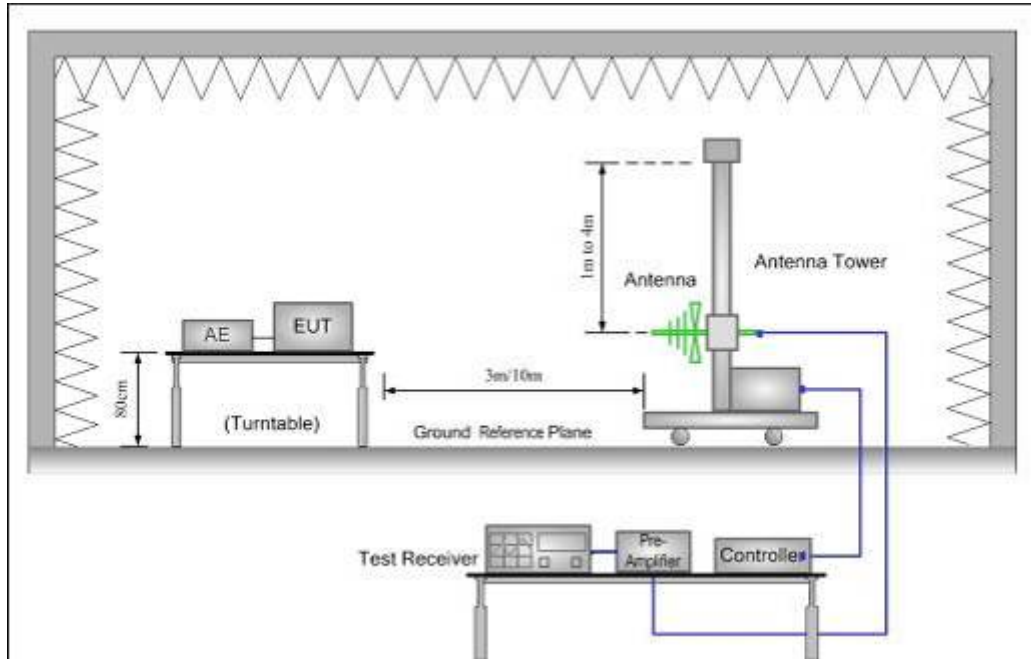 1m to 4m
Antenna Tower
Antenna
AE
EUT
80cm
3m/10m
(Turntable)
Ground Reference Plane
Test Receiver
Pre-
Amplifier
Controller